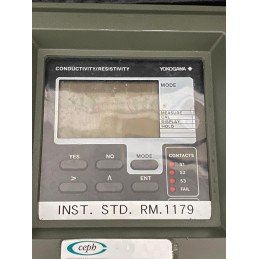 CONDUCTIVITY/RESISTIVITY YOKOGAWA
MODE
MEASURE
CAL
DISPLAY
HOLD
YES NO MODE CONTACTS
> ∧ ENT
S1
S2
S3
FAIL
INST. STD. RM.1179
cepb